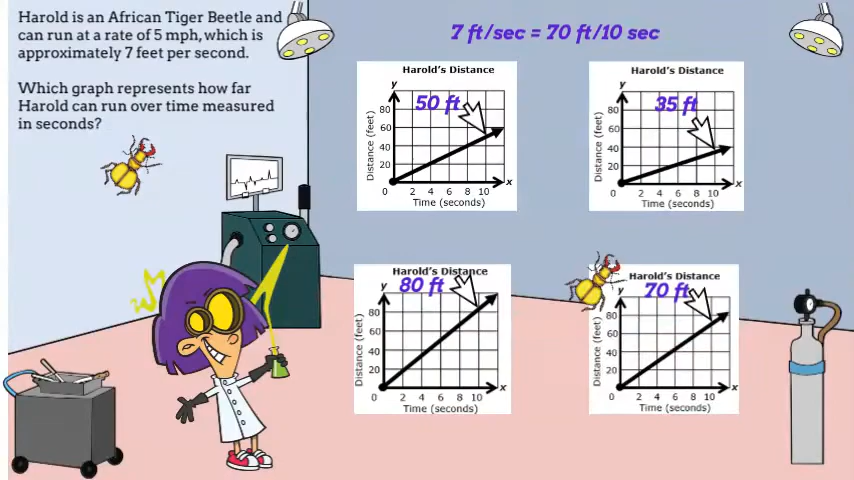 Harold is an African Tiger Beetle and
can run at a rate of 5 mph, which is
approximately 7 feet per second.
Which graph represents how far
Harold can run over time measured
in seconds?
7 ft/sec = 70 ft/10 sec
Harold's Distance
y
50 ft
Distance (feet)
80
60
40
20
0 2 4 6 8 10 x
Time (seconds)
Harold's Distance
y
35 ft
Distance (feet)
80
60
40
20
0 2 4 6 8 10 x
Time (seconds)
Harold's Distance
y
80 ft
Distance (feet)
80
60
40
20
0 2 4 6 8 10 x
Time (seconds)
Harold's Distance
y
70 ft
Distance (feet)
80
60
40
20
0 2 4 6 8 10 x
Time (seconds)